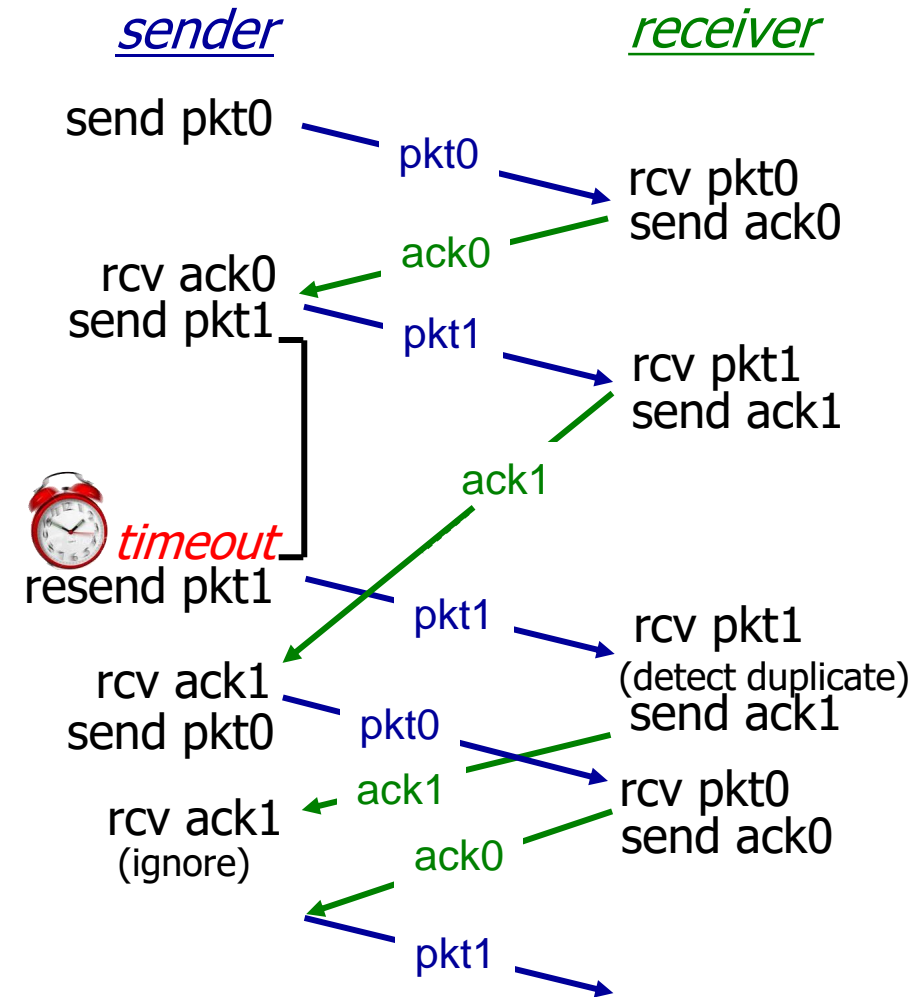 sender
receiver
send pkt0
pkt0
rcv pkt0
send ack0
ack0
rcv ack0
send pkt1
pkt1
rcv pkt1
send ack1
ack1
timeout
resend pkt1
pkt1
rcv pkt1
(detect duplicate)
send ack1
rcv ack1
send pkt0
pkt0
ack1
rcv pkt0
send ack0
rcv ack1
(ignore)
ack0
pkt1